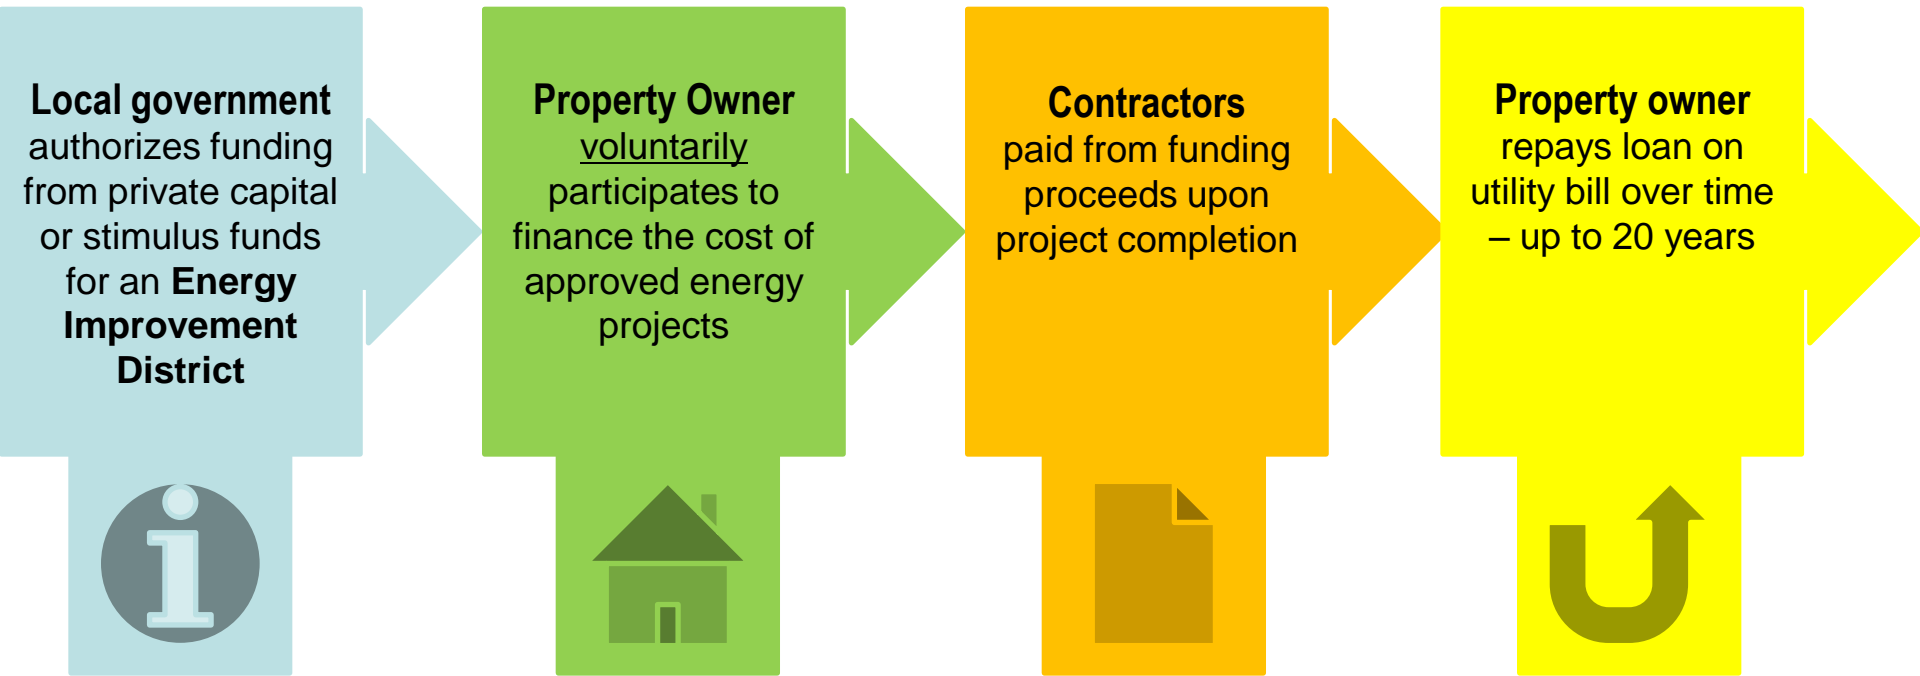 Local government
authorizes funding
from private capital
or stimulus funds
for an Energy
Improvement
District
Property Owner
voluntarily
participates to
finance the cost of
approved energy
projects
Contractors
paid from funding
proceeds upon
project completion
Property owner
repays loan on
utility bill over time
– up to 20 years